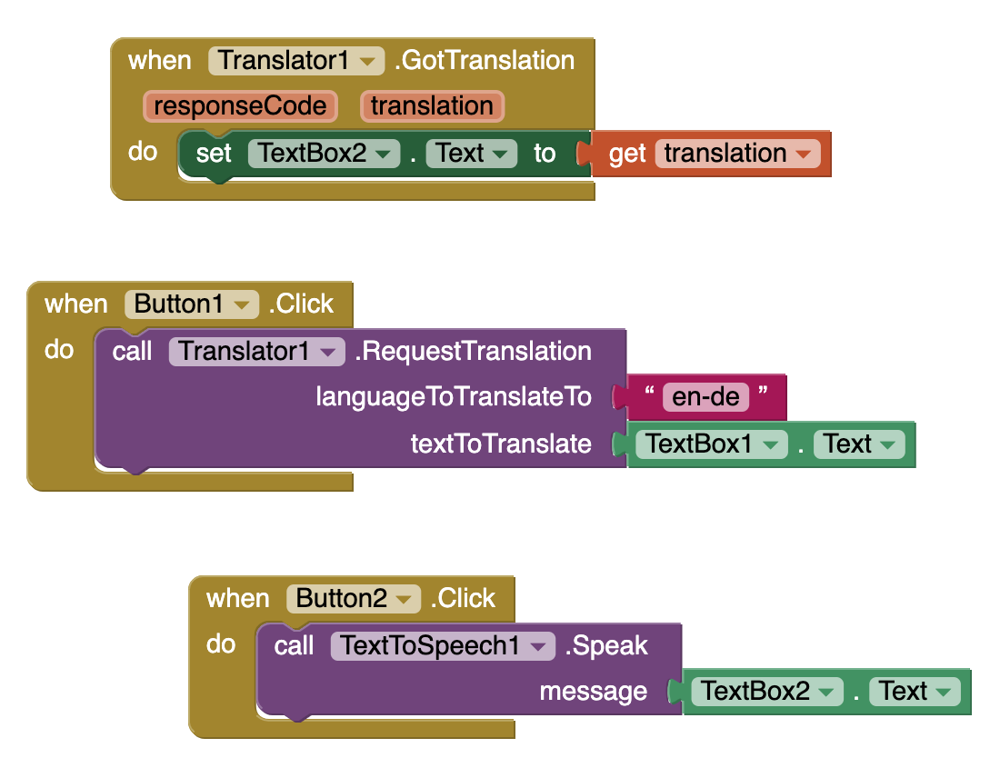 when Translator1 .GotTranslation
responseCode translation
do set TextBox2 . Text to get translation
when Button1 .Click
do call Translator1 .RequestTranslation
languageToTranslateTo “ en-de ”
textToTranslate TextBox1 . Text
when Button2 .Click
do call TextToSpeech1 .Speak
message TextBox2 . Text